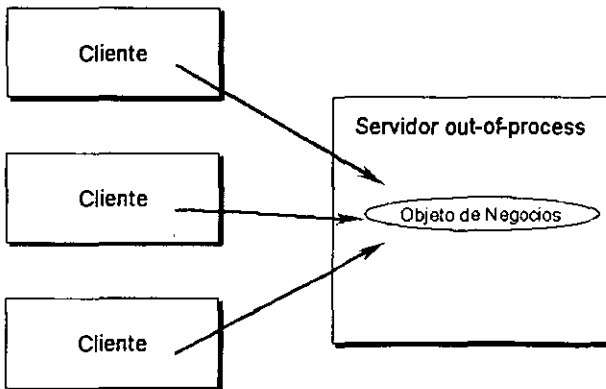 Cliente
Servidor out-of-process
Cliente
Objeto de Negocios
Cliente